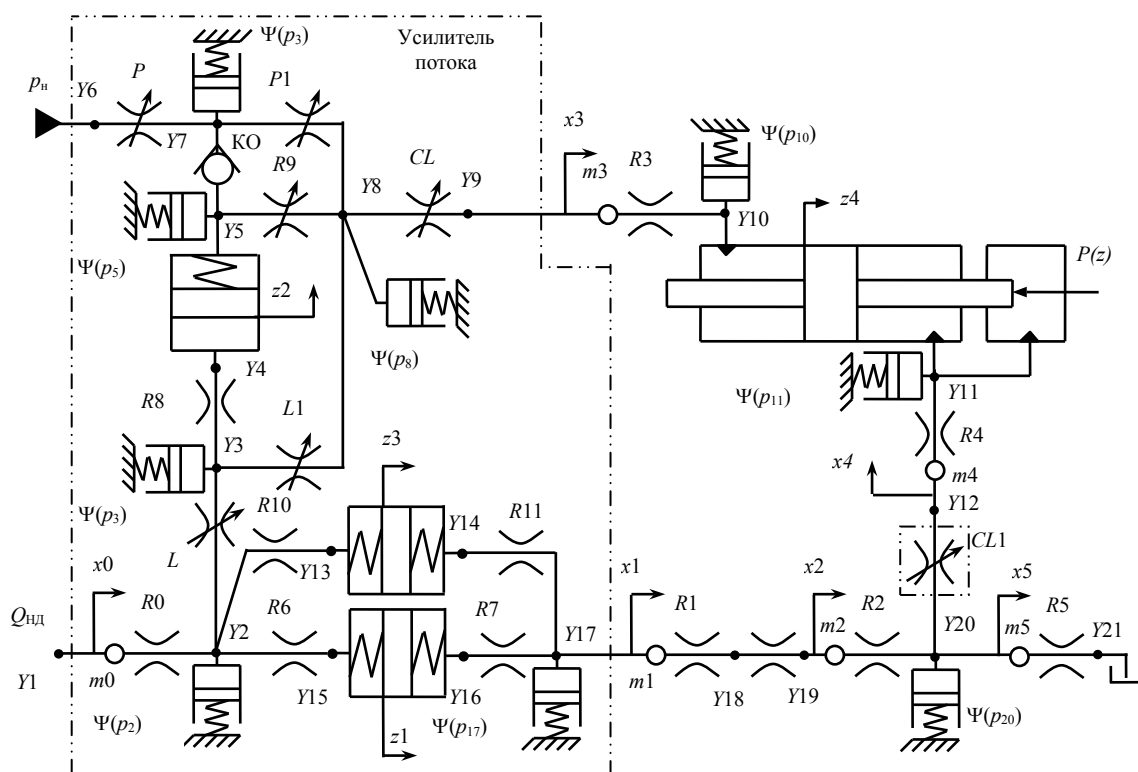 Ψ(p3)
Усилитель
потока
P
P1
pн
Y6
Y7
КО
R9
CL
Y8
Y9
x3
m3
R3
Ψ(p10)
Y10
z4
P(z)
Y5
Ψ(p5)
z2
Ψ(p8)
Y4
R8
L1
Y3
z3
Ψ(p3)
R10
L
Y13
Y14
R11
Ψ(p11)
Y11
R4
x4
m4
Y12
CL1
x0
Qнд
R0
R6
R7
x1
R1
x2
R2
x5
R5
Y1
m0
Y2
Y15
Y16
Y17
m1
Y18
Y19
m2
Y20
m5
Y21
Ψ(p2)
z1
Ψ(p17)
Ψ(p20)